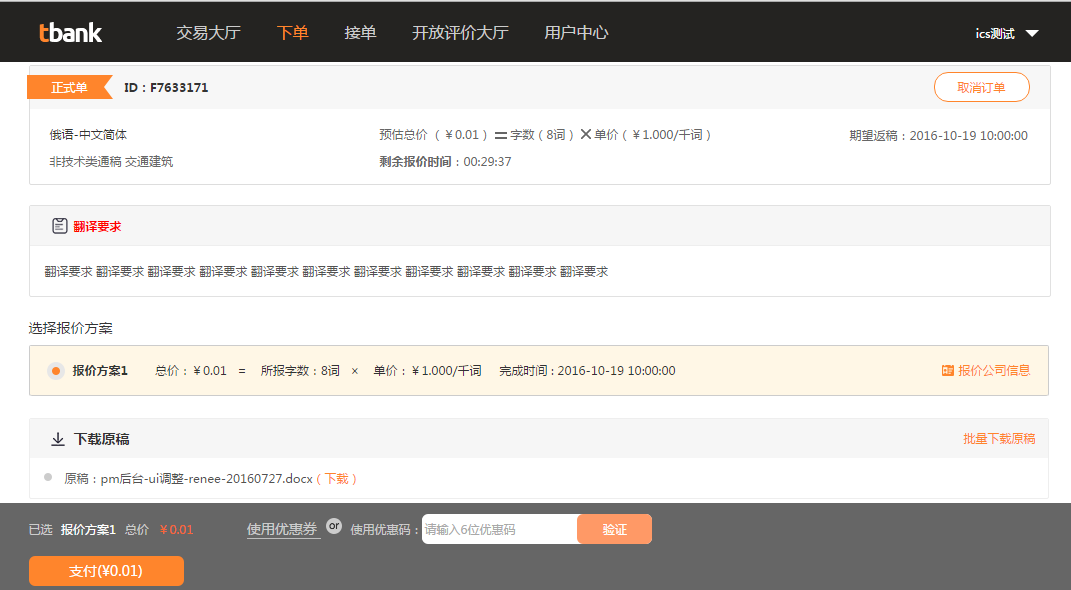 tbank 交易大厅 下单 接单 开放评价大厅 用户中心 ics测试
正式单 ID：F7633171 取消订单
俄语-中文简体 预估总价（￥0.01）＝字数（8词）×单价（￥1.000/千词） 期望返稿：2016-10-19 10:00:00
非技术类通稿 交通建筑 剩余报价时间：00:29:37
翻译要求
翻译要求 翻译要求 翻译要求 翻译要求 翻译要求 翻译要求 翻译要求 翻译要求 翻译要求 翻译要求 翻译要求
选择报价方案
报价方案1 总价：￥0.01 = 所报字数：8词 × 单价：￥1.000/千词 完成时间：2016-10-19 10:00:00 报价公司信息
下载原稿 批量下载原稿
原稿：pm后台-ui调整-renee-20160727.docx（下载）
已选 报价方案1 总价 ￥0.01 使用优惠券 or 使用优惠码：请输入6位优惠码 验证
支付(¥0.01)